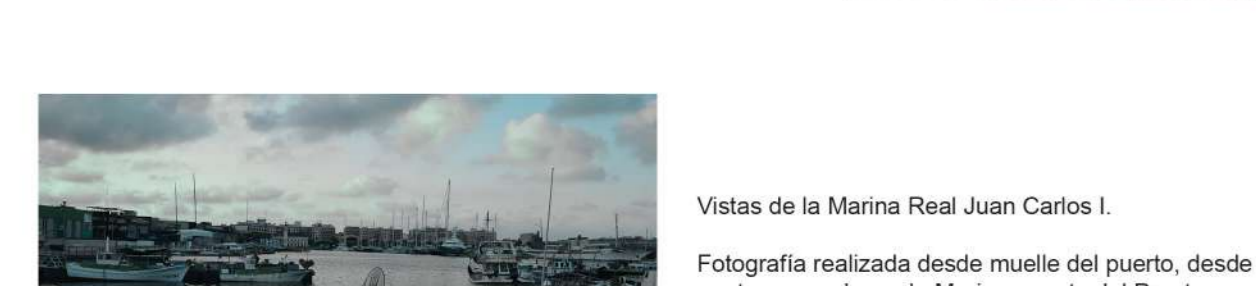 Vistas de la Marina Real Juan Carlos I.
Fotografía realizada desde muelle del puerto, desde